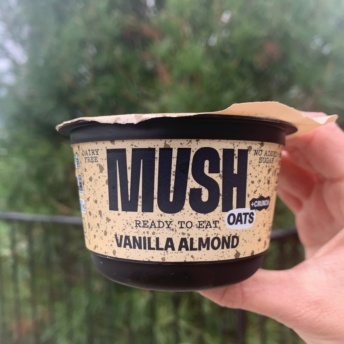 DAIRY
FREE
NO ADDED
SUGAR
MUSH
+CRUNCH
OATS
READY TO EAT
VANILLA ALMOND